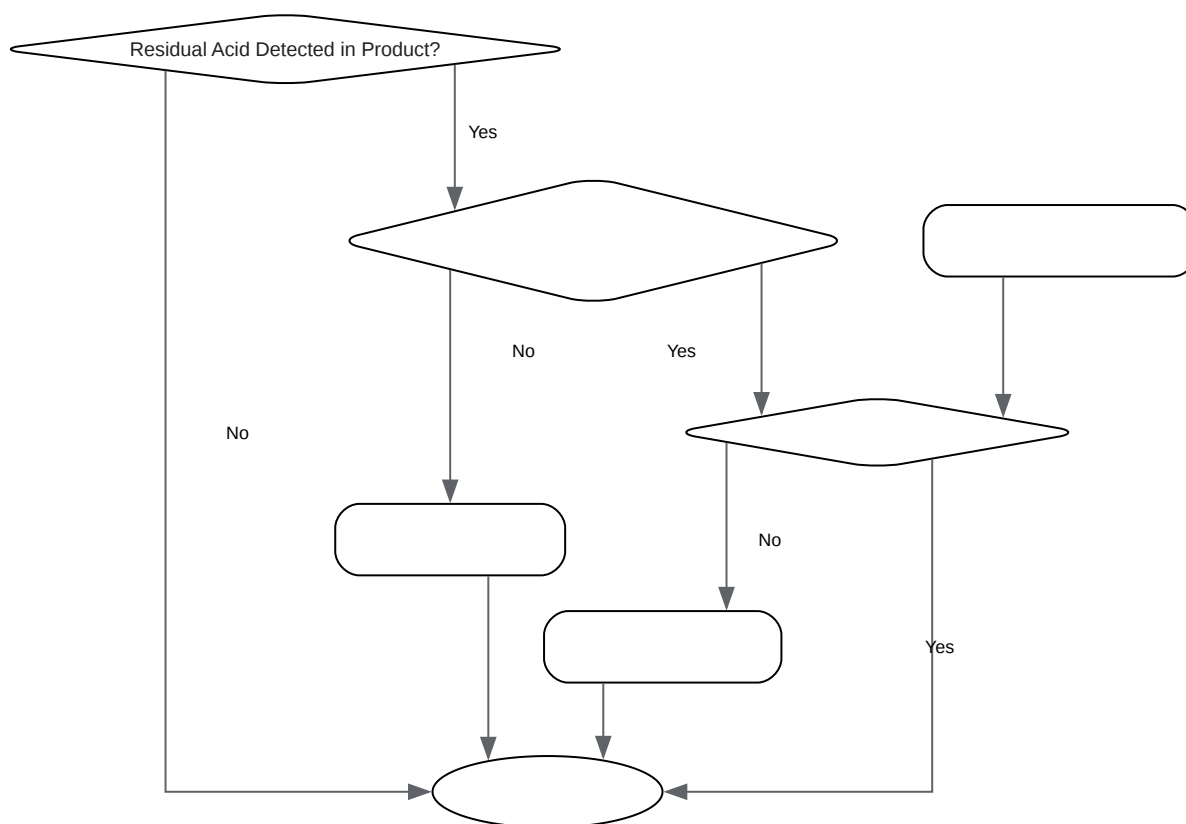 Residual Acid Detected in Product?
Yes
No
Yes
No
No
Yes